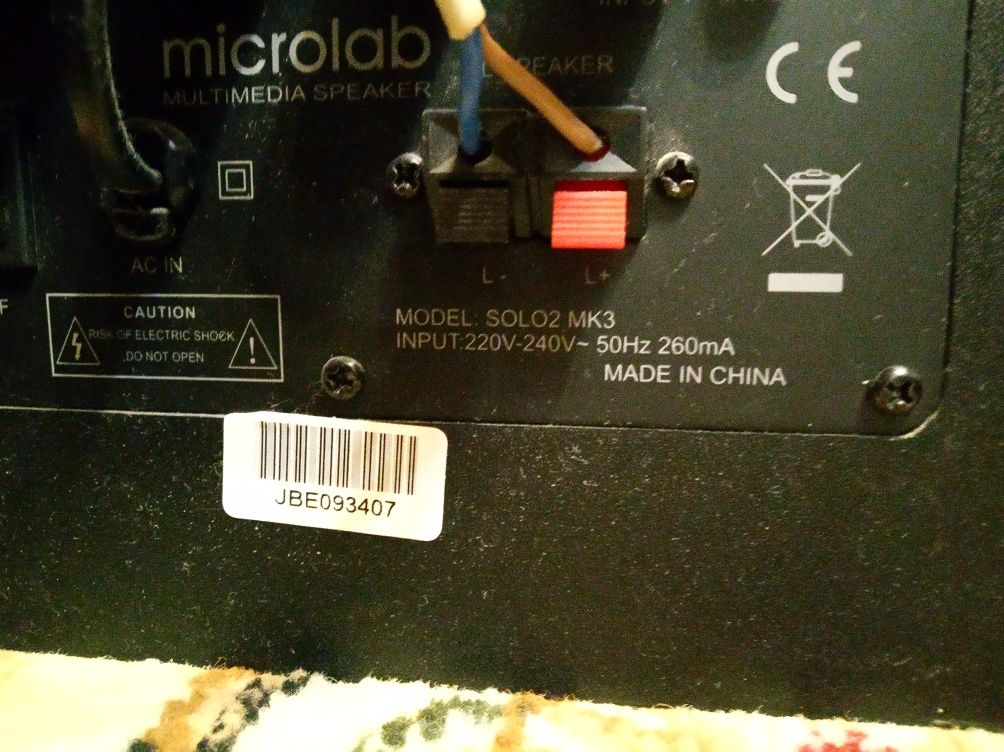 microlab
MULTIMEDIA SPEAKER
L SPEAKER
CE
AC IN
L- L+
F
CAUTION
RISK OF ELECTRIC SHOCK
DO NOT OPEN
MODEL: SOLO2 MK3
INPUT:220V-240V~ 50Hz 260mA
MADE IN CHINA
JBE093407